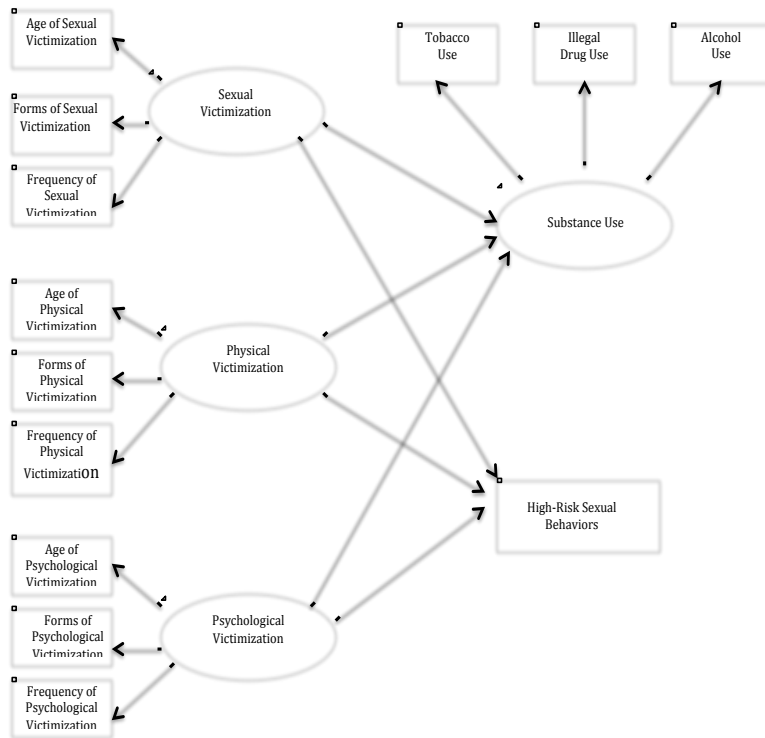 Age of Sexual
Victimization
Forms of Sexual
Victimization
Frequency of
Sexual
Victimization
Sexual
Victimization
Tobacco
Use
Illegal
Drug Use
Alcohol
Use
Substance Use
Age of
Physical
Victimization
Forms of
Physical
Victimization
Frequency of
Physical
Victimization
Physical
Victimization
High-Risk Sexual
Behaviors
Age of
Psychological
Victimization
Forms of
Psychological
Victimization
Frequency of
Psychological
Victimization
Psychological
Victimization